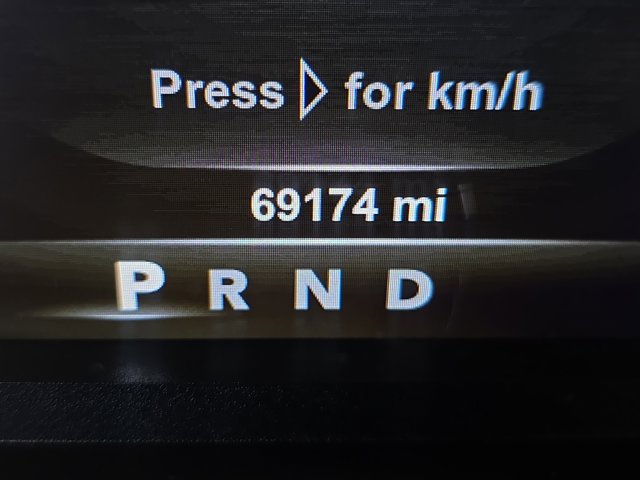 Press ▷ for km/h
69174 mi
P R N D